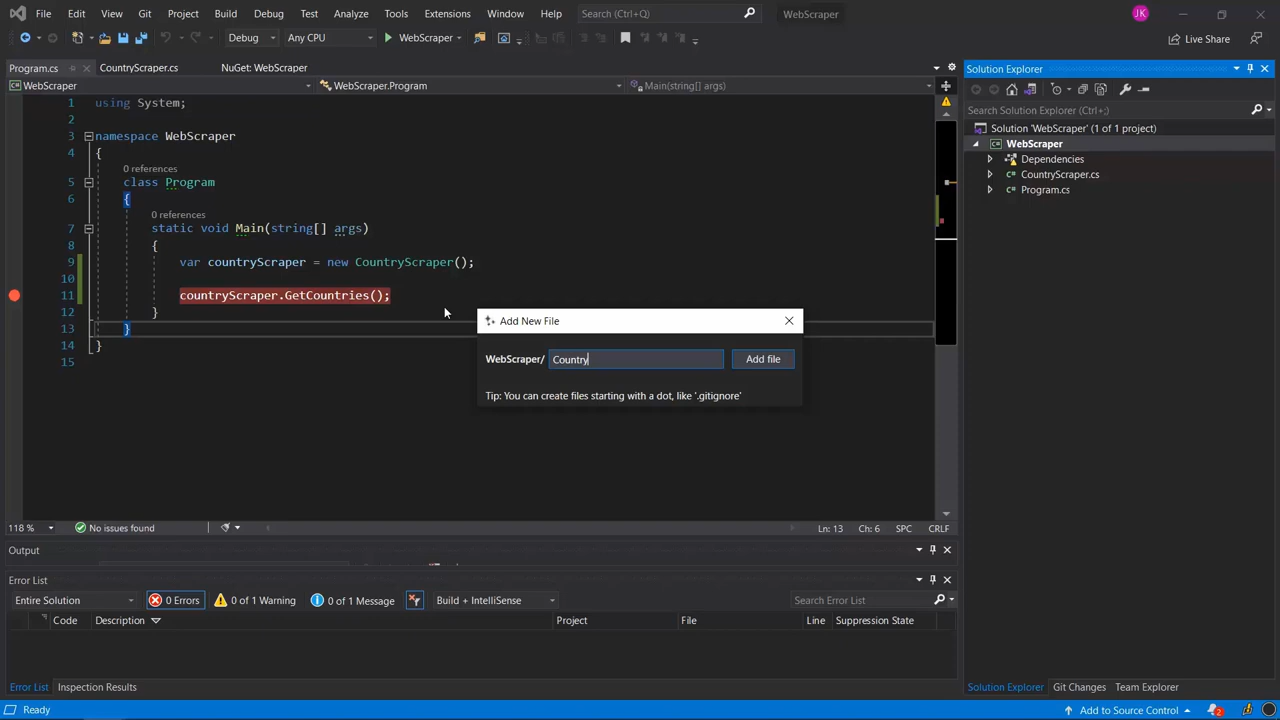 File Edit View Git Project Build Debug Test Analyze Tools Extensions Window Help Search (Ctrl+Q) WebScraper JK
Debug Any CPU WebScraper Live Share
Program.cs CountryScraper.cs NuGet: WebScraper
WebScraper WebScraper.Program Main(string[] args)
1 using System;
2
3 namespace WebScraper
4 {
0 references
5 class Program
6 {
0 references
7 static void Main(string[] args)
8 {
9 var countryScraper = new CountryScraper();
10
11 countryScraper.GetCountries();
12 }
13 }
14 }
15
Add New File
WebScraper/ Country Add file
Tip: You can create files starting with a dot, like '.gitignore'
118 % No issues found Ln: 13 Ch: 6 SPC CRLF
Output
Error List
Entire Solution 0 Errors 0 of 1 Warning 0 of 1 Message Build + IntelliSense Search Error List
Code Description Project File Line Suppression State
Error List Inspection Results
Solution Explorer
Search Solution Explorer (Ctrl+;)
Solution 'WebScraper' (1 of 1 project)
WebScraper
Dependencies
CountryScraper.cs
Program.cs
Solution Explorer Git Changes Team Explorer
Ready Add to Source Control 2